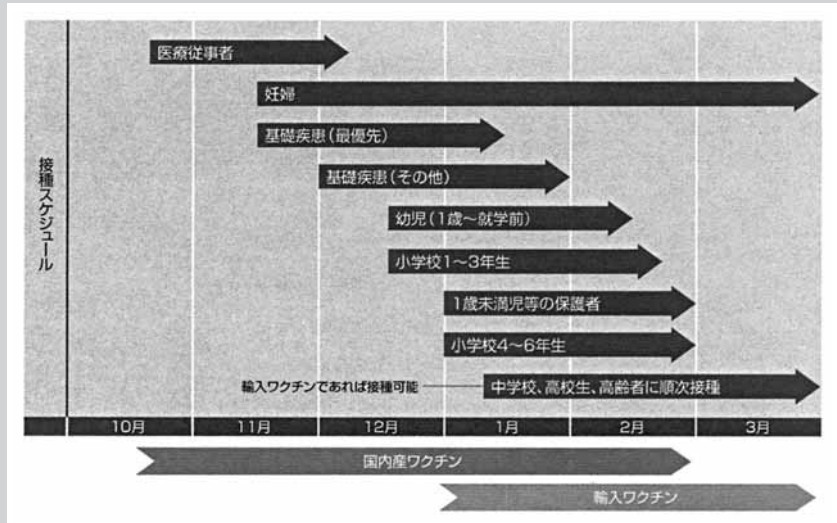 医療従事者
妊婦
基礎疾患(最優先)
基礎疾患(その他)
幼児(1歳〜就学前)
小学校1〜3年生
1歳未満児等の保護者
小学校4〜6年生
輸入ワクチンであれば接種可能
中学校、高校生、高齢者に順次接種
接種スケジュール
10月
11月
12月
1月
2月
3月
国内産ワクチン
輸入ワクチン